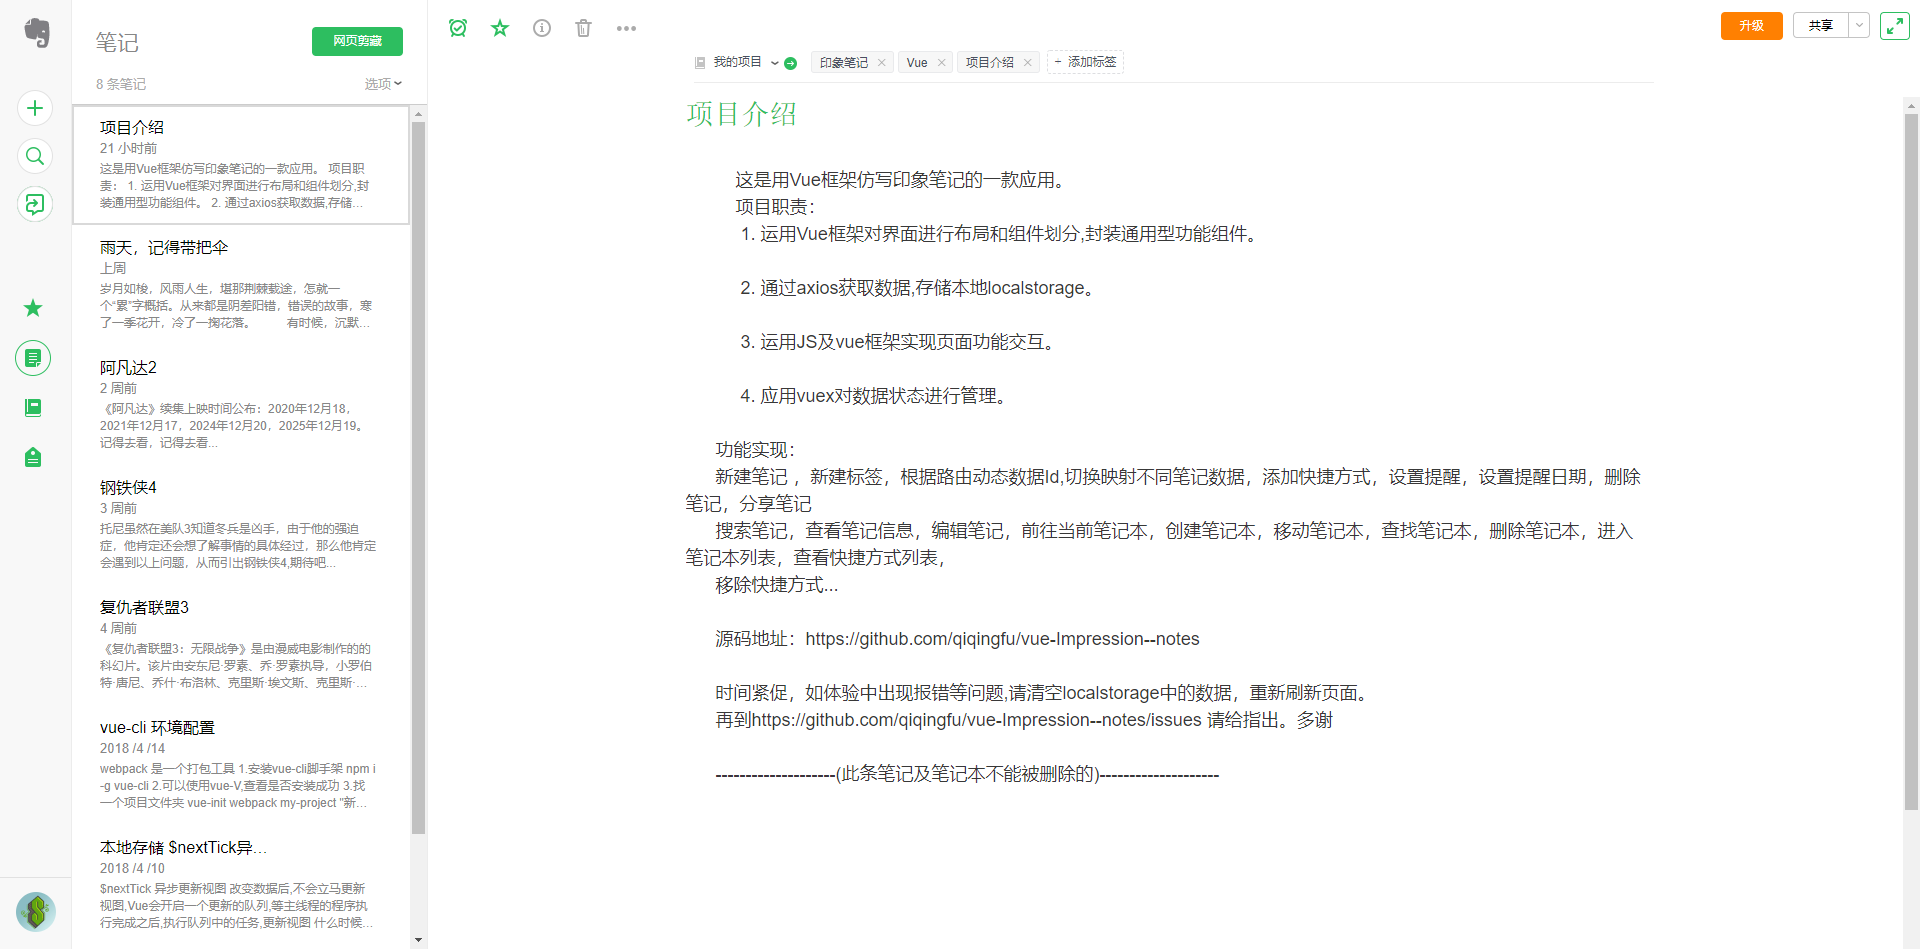 笔记
网页剪藏
8 条笔记
选项
项目介绍
21 小时前
这是用Vue框架仿写印象笔记的一款应用。 项目职
责： 1. 运用Vue框架对界面进行布局和组件划分,封
装通用型功能组件。 2. 通过axios获取数据,存储...
雨天，记得带把伞
上周
岁月如梭，风雨人生，堪那荆棘载途，怎就一
个“累”字概括。从来都是阴差阳错，错误的故事，寒
了一季花开，冷了一掬花落。 有时候，沉默...
阿凡达2
2 周前
《阿凡达》续集上映时间公布：2020年12月18，
2021年12月17，2024年12月20，2025年12月19。
记得去看，记得去看...
钢铁侠4
3 周前
托尼虽然在美队3知道冬兵是凶手，由于他的强迫
症，他肯定还会想了解事情的具体经过，那么他肯定
会遇到以上问题，从而引出钢铁侠4,期待吧...
复仇者联盟3
4 周前
《复仇者联盟3：无限战争》是由漫威电影制作的的
科幻片。该片由安东尼·罗素、乔·罗素执导，小罗伯
特·唐尼、乔什·布洛林、克里斯·埃文斯、克里斯·...
vue-cli 环境配置
2018 /4 /14
webpack 是一个打包工具 1.安装vue-cli脚手架 npm i
-g vue-cli 2.可以使用vue-V,查看是否安装成功 3.找
一个项目文件夹 vue-init webpack my-project "新...
本地存储 $nextTick异...
2018 /4 /10
$nextTick 异步更新视图 改变数据后,不会立马更新
视图,Vue会开启一个更新的队列,等主线程的程序执
行完成之后,执行队列中的任务,更新视图 什么时候...
升级
共享
我的项目
印象笔记 × Vue × 项目介绍 × + 添加标签
项目介绍
这是用Vue框架仿写印象笔记的一款应用。
项目职责：
1. 运用Vue框架对界面进行布局和组件划分,封装通用型功能组件。
2. 通过axios获取数据,存储本地localstorage。
3. 运用JS及vue框架实现页面功能交互。
4. 应用vuex对数据状态进行管理。
功能实现：
新建笔记 ，新建标签，根据路由动态数据Id,切换映射不同笔记数据，添加快捷方式，设置提醒，设置提醒日期，删除
笔记，分享笔记
搜索笔记，查看笔记信息，编辑笔记，前往当前笔记本，创建笔记本，移动笔记本，查找笔记本，删除笔记本，进入
笔记本列表，查看快捷方式列表，
移除快捷方式...
源码地址：https://github.com/qiqingfu/vue-Impression--notes
时间紧促，如体验中出现报错等问题,请清空localstorage中的数据，重新刷新页面。
再到https://github.com/qiqingfu/vue-Impression--notes/issues 请给指出。多谢
--------------------(此条笔记及笔记本不能被删除的)--------------------